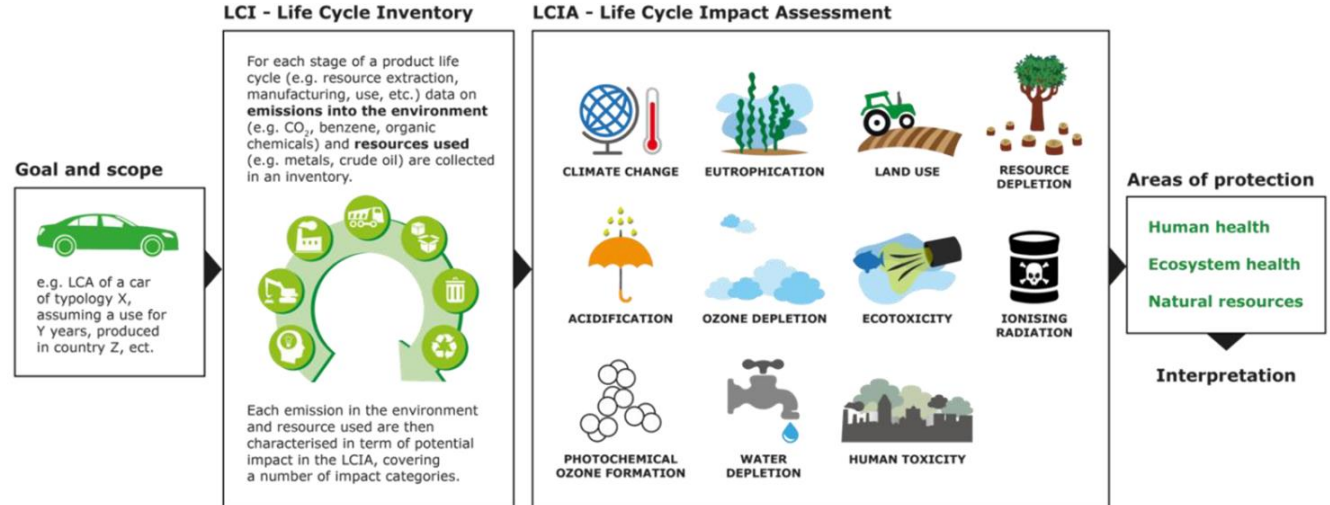 Goal and scope
e.g. LCA of a car
of typology X,
assuming a use for
Y years, produced
in country Z, ect.
LCI - Life Cycle Inventory
For each stage of a product life
cycle (e.g. resource extraction,
manufacturing, use, etc.) data on
emissions into the environment
(e.g. CO₂, benzene, organic
chemicals) and resources used
(e.g. metals, crude oil) are collected
in an inventory.
Each emission in the environment
and resource used are then
characterised in term of potential
impact in the LCIA, covering
a number of impact categories.
LCIA - Life Cycle Impact Assessment
CLIMATE CHANGE
EUTROPHICATION
LAND USE
RESOURCE
DEPLETION
ACIDIFICATION
OZONE DEPLETION
ECOTOXICITY
IONISING
RADIATION
PHOTOCHEMICAL
OZONE FORMATION
WATER
DEPLETION
HUMAN TOXICITY
Areas of protection
Human health
Ecosystem health
Natural resources
Interpretation